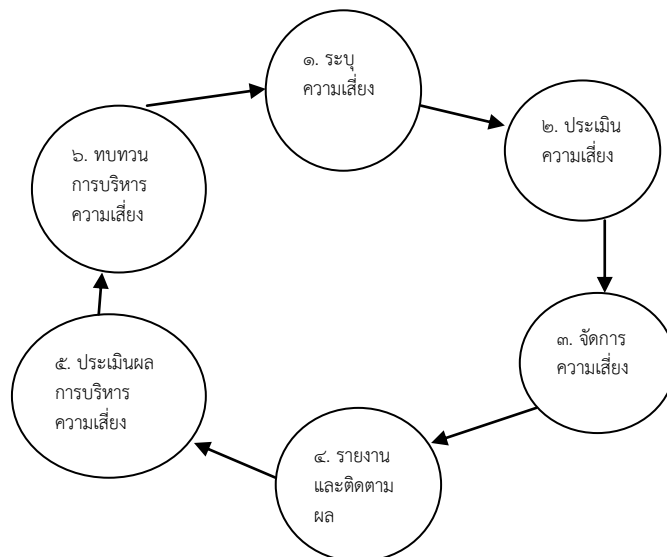 ๑. ระบุ
ความเสี่ยง
๒. ประเมิน
ความเสี่ยง
๓. จัดการ
ความเสี่ยง
๔. รายงาน
และติดตาม
ผล
๕. ประเมินผล
การบริหาร
ความเสี่ยง
๖. ทบทวน
การบริหาร
ความเสี่ยง